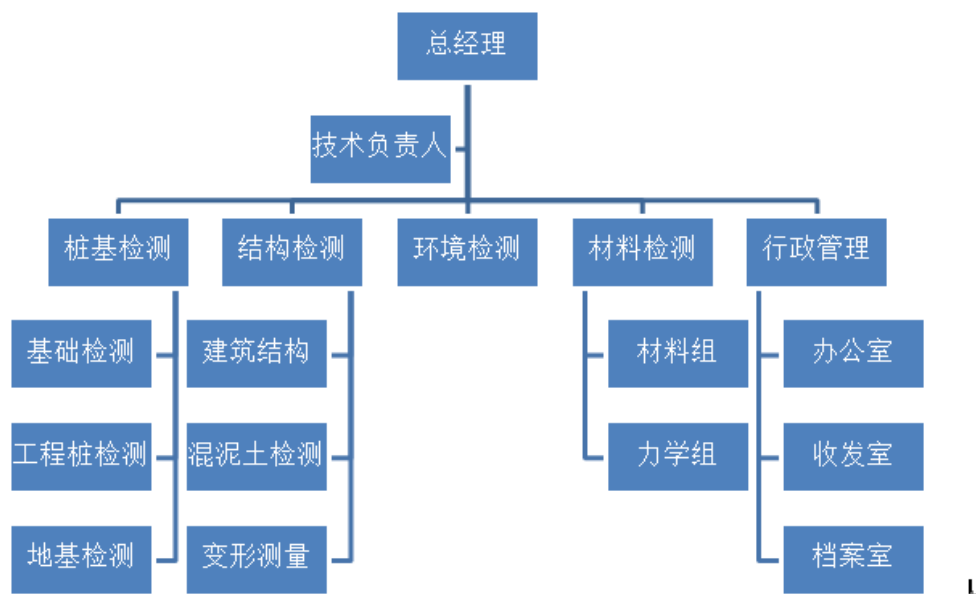 总经理
技术负责人
桩基检测
结构检测
环境检测
材料检测
行政管理
基础检测
建筑结构
材料组
办公室
工程桩检测
混泥土检测
力学组
收发室
地基检测
变形测量
档案室